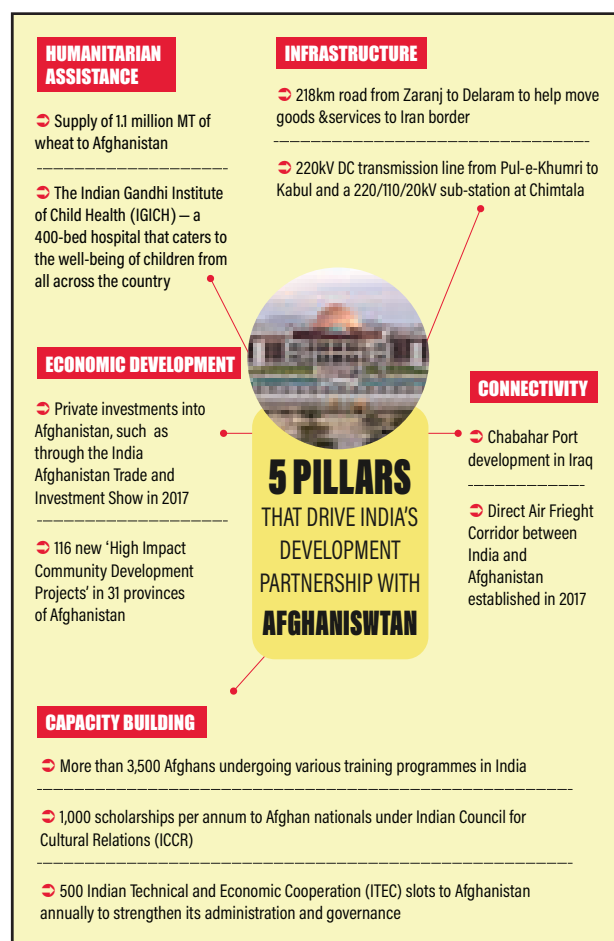 HUMANITARIAN
ASSISTANCE
➲ Supply of 1.1 million MT of
wheat to Afghanistan
➲ The Indian Gandhi Institute
of Child Health (IGICH) – a
400-bed hospital that caters to
the well-being of children from
all across the country
INFRASTRUCTURE
➲ 218km road from Zaranj to Delaram to help move
goods &services to Iran border
➲ 220kV DC transmission line from Pul-e-Khumri to
Kabul and a 220/110/20kV sub-station at Chimtala
ECONOMIC DEVELOPMENT
➲ Private investments into
Afghanistan, such as
through the India
Afghanistan Trade and
Investment Show in 2017
➲ 116 new ‘High Impact
Community Development
Projects’ in 31 provinces
of Afghanistan
5 PILLARS
THAT DRIVE INDIA’S
DEVELOPMENT
PARTNERSHIP WITH
AFGHANISWTAN
CONNECTIVITY
➲ Chabahar Port
development in Iraq
➲ Direct Air Frieght
Corridor between
India and
Afghanistan
established in 2017
CAPACITY BUILDING
➲ More than 3,500 Afghans undergoing various training programmes in India
➲ 1,000 scholarships per annum to Afghan nationals under Indian Council for
Cultural Relations (ICCR)
➲ 500 Indian Technical and Economic Cooperation (ITEC) slots to Afghanistan
annually to strengthen its administration and governance